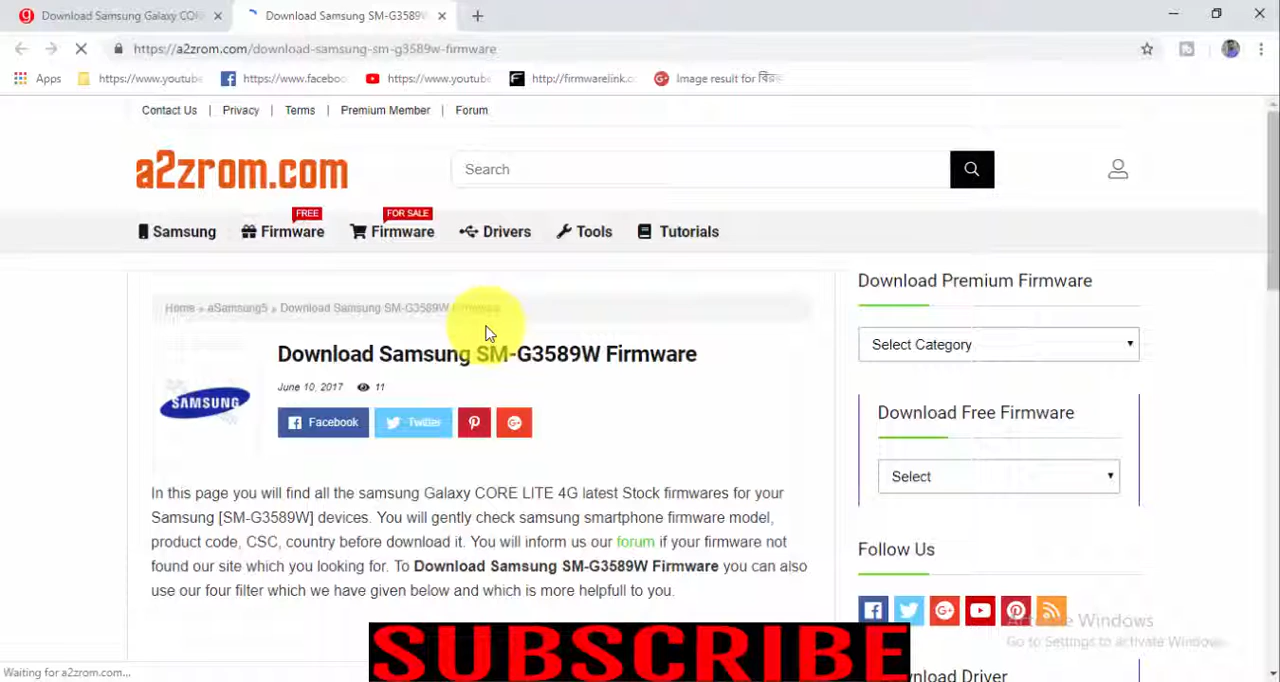 Download Samsung Galaxy COR
Download Samsung SM-G3589W
https://a2zrom.com/download-samsung-sm-g3589w-firmware
Apps https://www.youtube https://www.faceboo https://www.youtube http://firmwarelink.c Image result for
Contact Us | Privacy | Terms | Premium Member | Forum
a2zrom.com
Search
FREE FOR SALE
Samsung Firmware Firmware Drivers Tools Tutorials
Home » aSamsung5 » Download Samsung SM-G3589W Firmware
Download Samsung SM-G3589W Firmware
June 10, 2017 11
SAMSUNG
Facebook Twitter
In this page you will find all the samsung Galaxy CORE LITE 4G latest Stock firmwares for your
Samsung [SM-G3589W] devices. You will gently check samsung smartphone firmware model,
product code, CSC, country before download it. You will inform us our forum if your firmware not
found our site which you looking for. To Download Samsung SM-G3589W Firmware you can also
use our four filter which we have given below and which is more helpfull to you.
Download Premium Firmware
Select Category
Download Free Firmware
Select
Follow Us
Activate Windows
Go to Settings to activate Windows.
wnload Driver
Waiting for a2zrom.com...
SUBSCRIBE